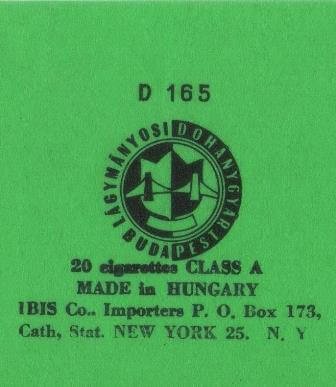 D 165
LÁGYMÁNYOSI DOHÁNYGYÁR
BUDAPEST
20 cigarettes CLASS A
MADE in HUNGARY
IBIS Co.. Importers P. O. Box 173,
Cath, Stat. NEW YORK 25. N. Y